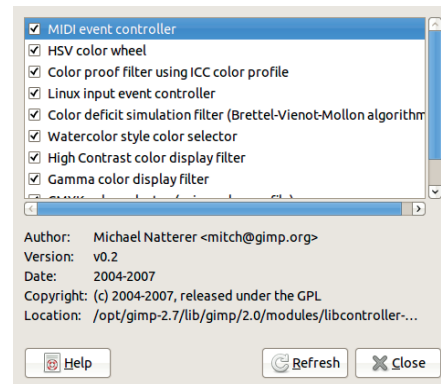 MIDI event controller
HSV color wheel
Color proof filter using ICC color profile
Linux input event controller
Color deficit simulation filter (Brettel-Vienot-Mollon algorithm
Watercolor style color selector
High Contrast color display filter
Gamma color display filter
Author: Michael Natterer <mitch@gimp.org>
Version: v0.2
Date: 2004-2007
Copyright: (c) 2004-2007, released under the GPL
Location: /opt/gimp-2.7/lib/gimp/2.0/modules/libcontroller-...
Help Refresh Close